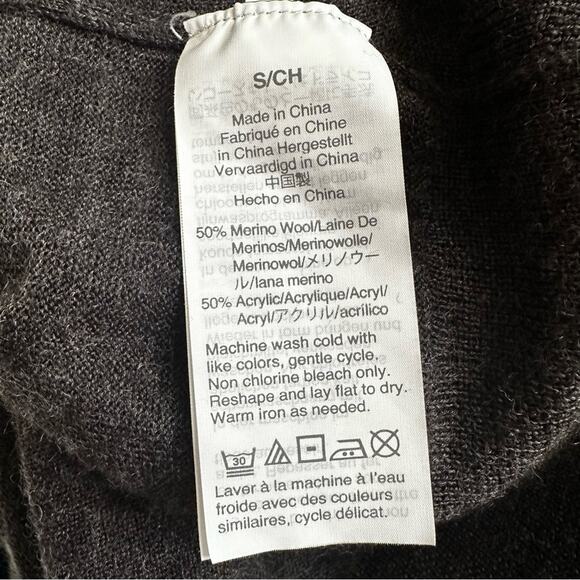 S/CH
Made in China
Fabriqué en Chine
in China Hergestellt
Vervaardigd in China
中国製
Hecho en China
50% Merino Wool/Laine De
Merinos/Merinowolle/
Merinowol/メリノウー
ル/lana merino
50% Acrylic/Acrylique/Acryl/
Acryl/アクリル/acrílico
Machine wash cold with
like colors, gentle cycle.
Non chlorine bleach only.
Reshape and lay flat to dry.
Warm iron as needed.
30
Laver à la machine à l'eau
froide avec des couleurs
similaires, cycle délicat.